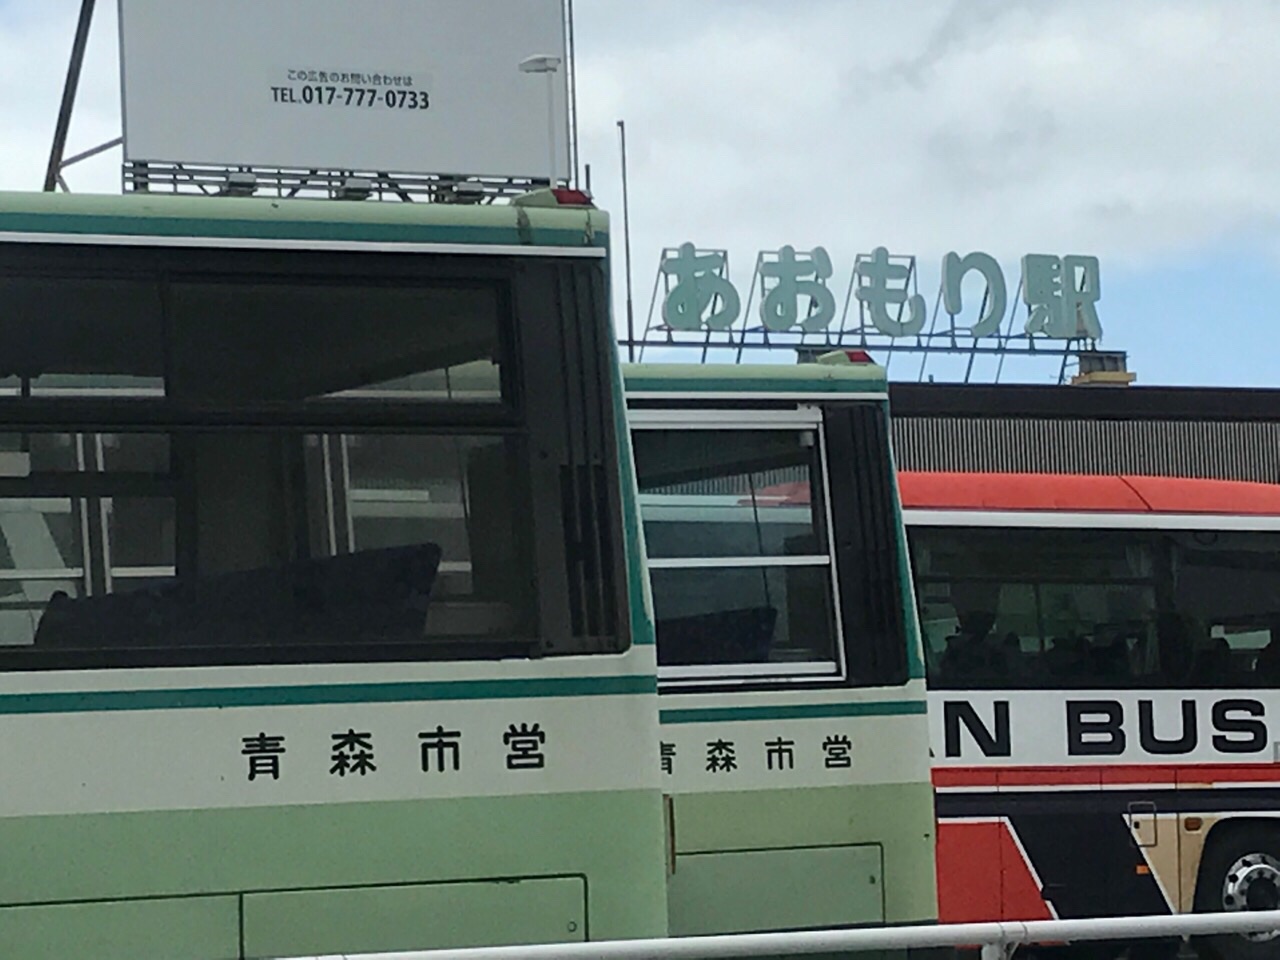 この広告のお問い合わせは
TEL.017-777-0733
あおもり駅
青森市営
青森市営
AN BUS